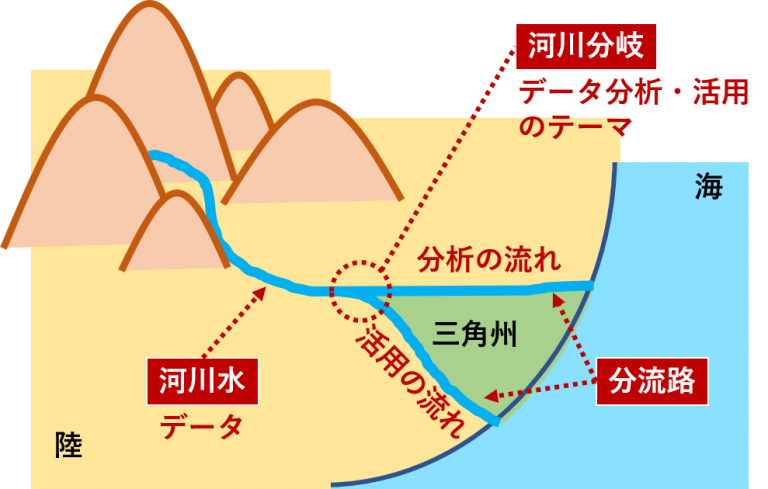 河川分岐
データ分析・活用
のテーマ
海
分析の流れ
三角州
活用の流れ
河川水
データ
分流路
陸